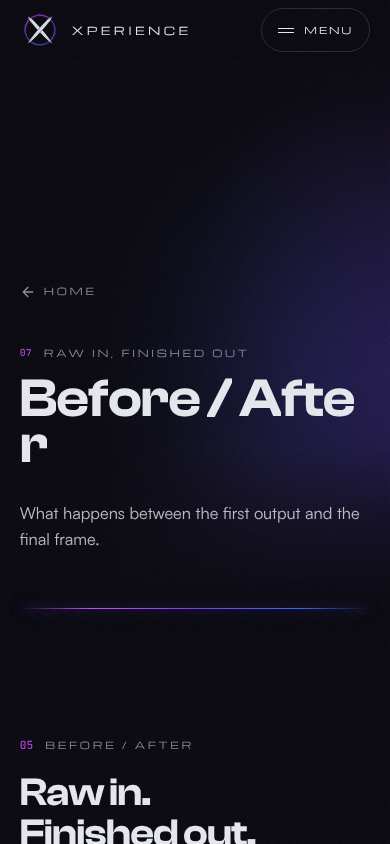 XPERIENCE
MENU
← HOME
07 RAW IN, FINISHED OUT
Before / Afte
r
What happens between the first output and the
final frame.
05 BEFORE / AFTER
Raw in.
Finished out.